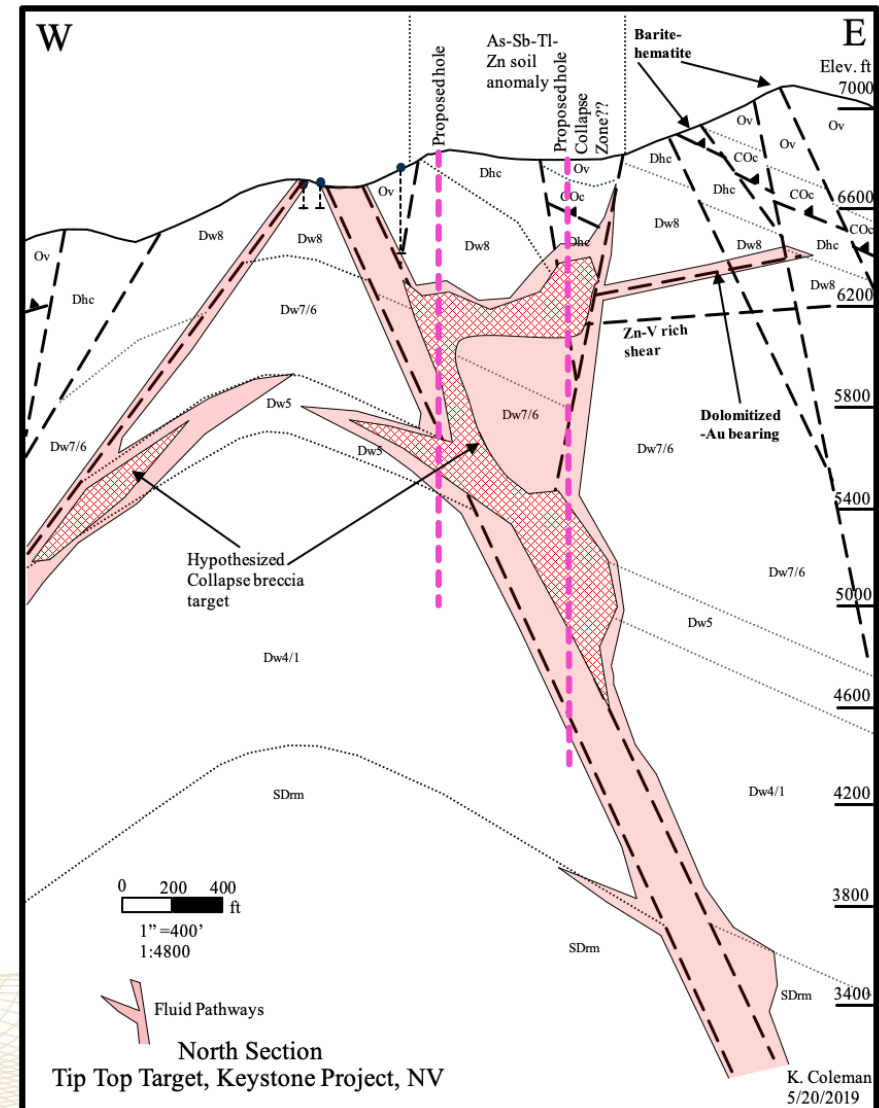 W
E
As-Sb-Tl-
Zn soil
anomaly
Barite-
hematite
Elev. ft
7000
Proposed hole
Proposed hole
Collapse
Zone??
Ov
Ov
Ov
Dhc
Ov
Dhc
COc
Ov
Ov
COc
Dhc
COc
6600
Dw8
Dw8
Dw8
Dhc
Dw8
Dw8
Dhc
COc
Ov
Dhc
Dw8
6200
Dw7/6
Zn-V rich
shear
5800
Dw5
Dw7/6
Dolomitized
-Au bearing
Dw7/6
Dw5
Dw7/6
5400
Hypothesized
Collapse breccia
target
Dw7/6
5000
Dw5
Dw4/1
4600
SDrm
Dw4/1
4200
0 200 400
ft
1” =400’
1:4800
3800
SDrm
SDrm
3400
Fluid Pathways
North Section
Tip Top Target, Keystone Project, NV
K. Coleman
5/20/2019